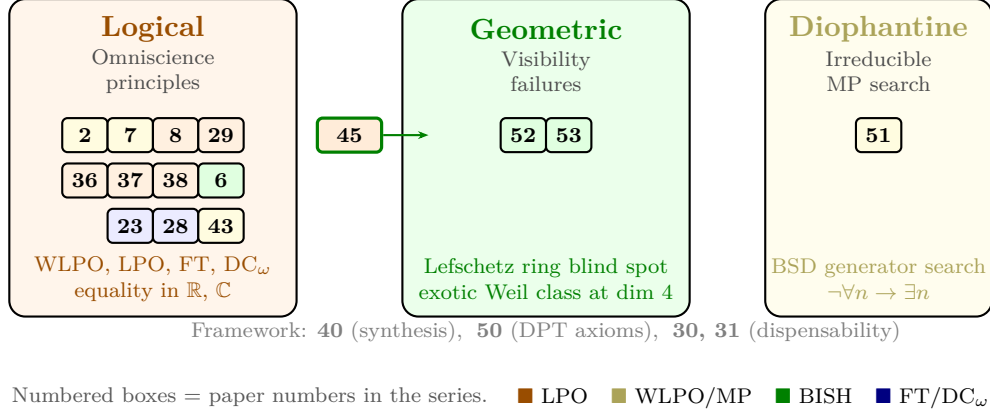 Logical
Omniscience
principles
2 7 8 29
36 37 38 6
23 28 43
WLPO, LPO, FT, DCω
equality in ℝ, ℂ
45
Geometric
Visibility
failures
52 53
Lefschetz ring blind spot
exotic Weil class at dim 4
Diophantine
Irreducible
MP search
51
BSD generator search
¬∀n → ∃n
Framework: 40 (synthesis), 50 (DPT axioms), 30, 31 (dispensability)
Numbered boxes = paper numbers in the series. LPO WLPO/MP BISH FT/DCω